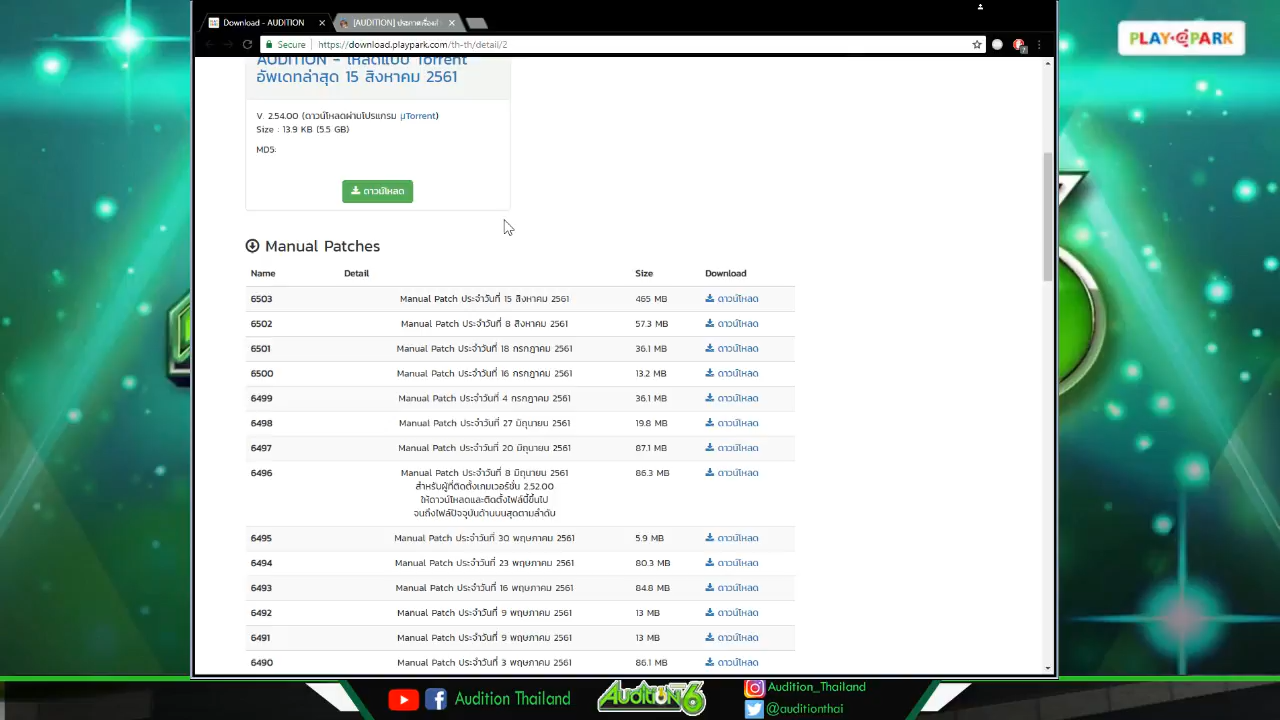 Download - AUDITION
[AUDITION] ประกาศเรื่องส่
PLAY@PARK
Secure
https://download.playpark.com/th-th/detail/2
AUDITION - โหลดแบบ Torrent
อัพเดทล่าสุด 15 สิงหาคม 2561
V. 2.54.00 (ดาวน์โหลดผ่านโปรแกรม µTorrent)
Size : 13.9 KB (5.5 GB)
MD5:
ดาวน์โหลด
Manual Patches
Name Detail Size Download
6503 Manual Patch ประจำวันที่ 15 สิงหาคม 2561 465 MB ดาวน์โหลด
6502 Manual Patch ประจำวันที่ 8 สิงหาคม 2561 57.3 MB ดาวน์โหลด
6501 Manual Patch ประจำวันที่ 18 กรกฎาคม 2561 36.1 MB ดาวน์โหลด
6500 Manual Patch ประจำวันที่ 16 กรกฎาคม 2561 13.2 MB ดาวน์โหลด
6499 Manual Patch ประจำวันที่ 4 กรกฎาคม 2561 36.1 MB ดาวน์โหลด
6498 Manual Patch ประจำวันที่ 27 มิถุนายน 2561 19.8 MB ดาวน์โหลด
6497 Manual Patch ประจำวันที่ 20 มิถุนายน 2561 87.1 MB ดาวน์โหลด
6496 Manual Patch ประจำวันที่ 8 มิถุนายน 2561 86.3 MB ดาวน์โหลด
สำหรับผู้ที่ติดตั้งเกมเวอร์ชั่น 2.52.00
ให้ดาวน์โหลดและติดตั้งไฟล์นี้ขึ้นไป
จนถึงไฟล์ปัจจุบันด้านบนสุดตามลำดับ
6495 Manual Patch ประจำวันที่ 30 พฤษภาคม 2561 5.9 MB ดาวน์โหลด
6494 Manual Patch ประจำวันที่ 23 พฤษภาคม 2561 80.3 MB ดาวน์โหลด
6493 Manual Patch ประจำวันที่ 16 พฤษภาคม 2561 84.8 MB ดาวน์โหลด
6492 Manual Patch ประจำวันที่ 9 พฤษภาคม 2561 13 MB ดาวน์โหลด
6491 Manual Patch ประจำวันที่ 9 พฤษภาคม 2561 13 MB ดาวน์โหลด
6490 Manual Patch ประจำวันที่ 3 พฤษภาคม 2561 86.1 MB ดาวน์โหลด
Audition Thailand
AUDITION 6
Audition_Thailand
@auditionthai